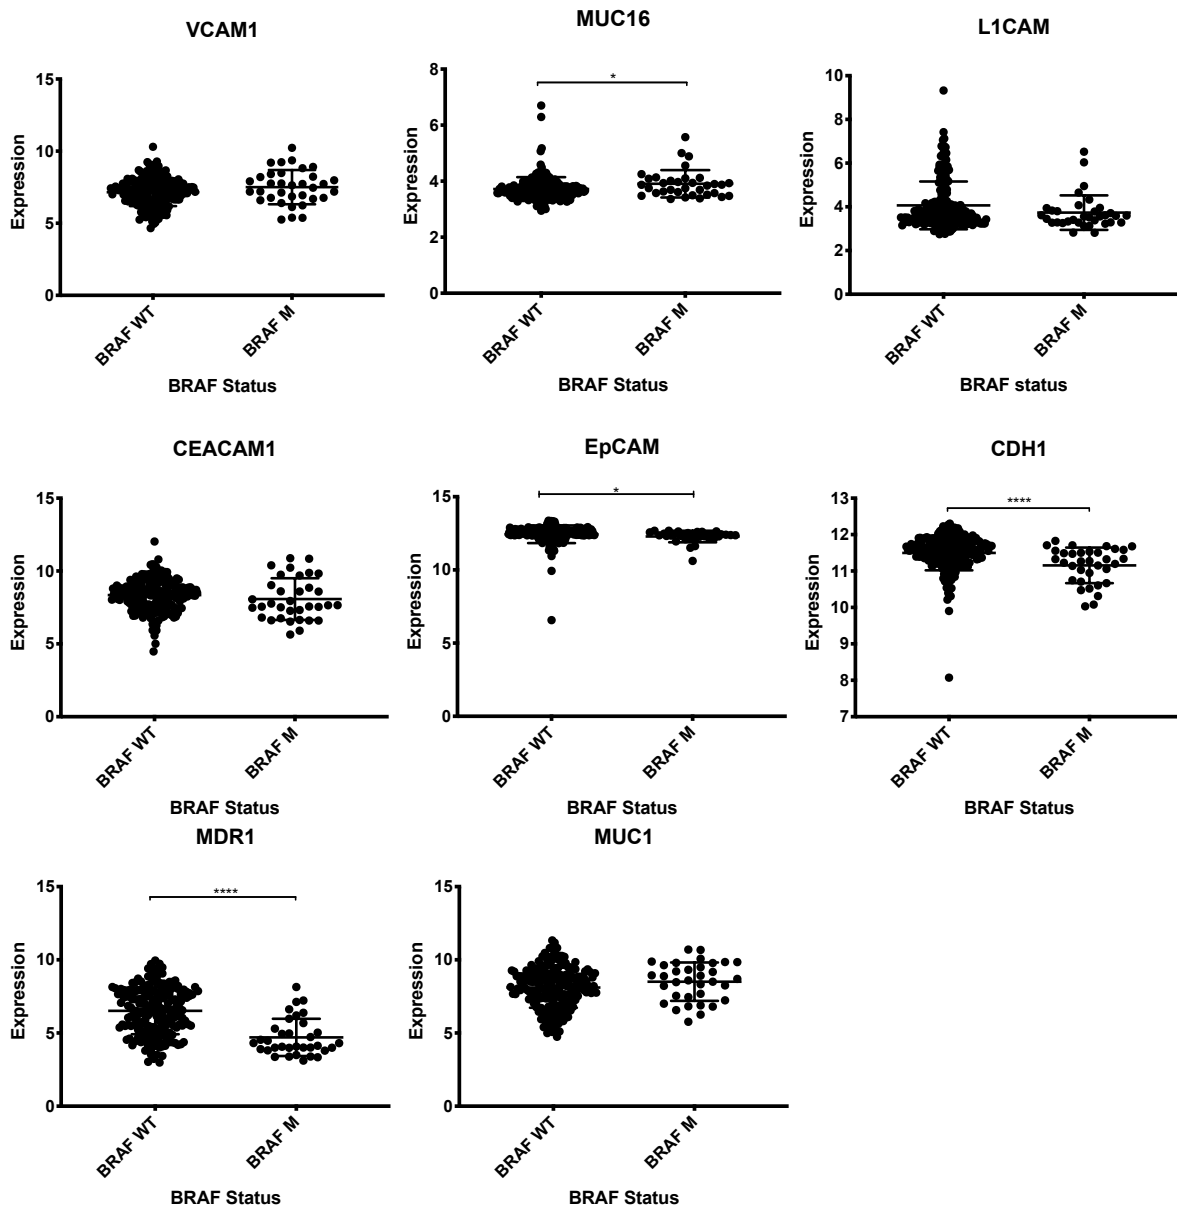 VCAM1
Expression
15
10
5
0
BRAF WT
BRAF M
BRAF Status
MUC16
Expression
8
6
4
2
0
*
BRAF WT
BRAF M
BRAF Status
L1CAM
Expression
10
8
6
4
2
0
BRAF WT
BRAF M
BRAF status
CEACAM1
Expression
15
10
5
0
BRAF WT
BRAF M
BRAF Status
EpCAM
Expression
15
10
5
0
*
BRAF WT
BRAF M
BRAF Status
CDH1
Expression
13
12
11
10
9
8
7
****
BRAF WT
BRAF M
BRAF Status
MDR1
Expression
15
10
5
0
****
BRAF WT
BRAF M
BRAF Status
MUC1
Expression
15
10
5
0
BRAF WT
BRAF M
BRAF Status